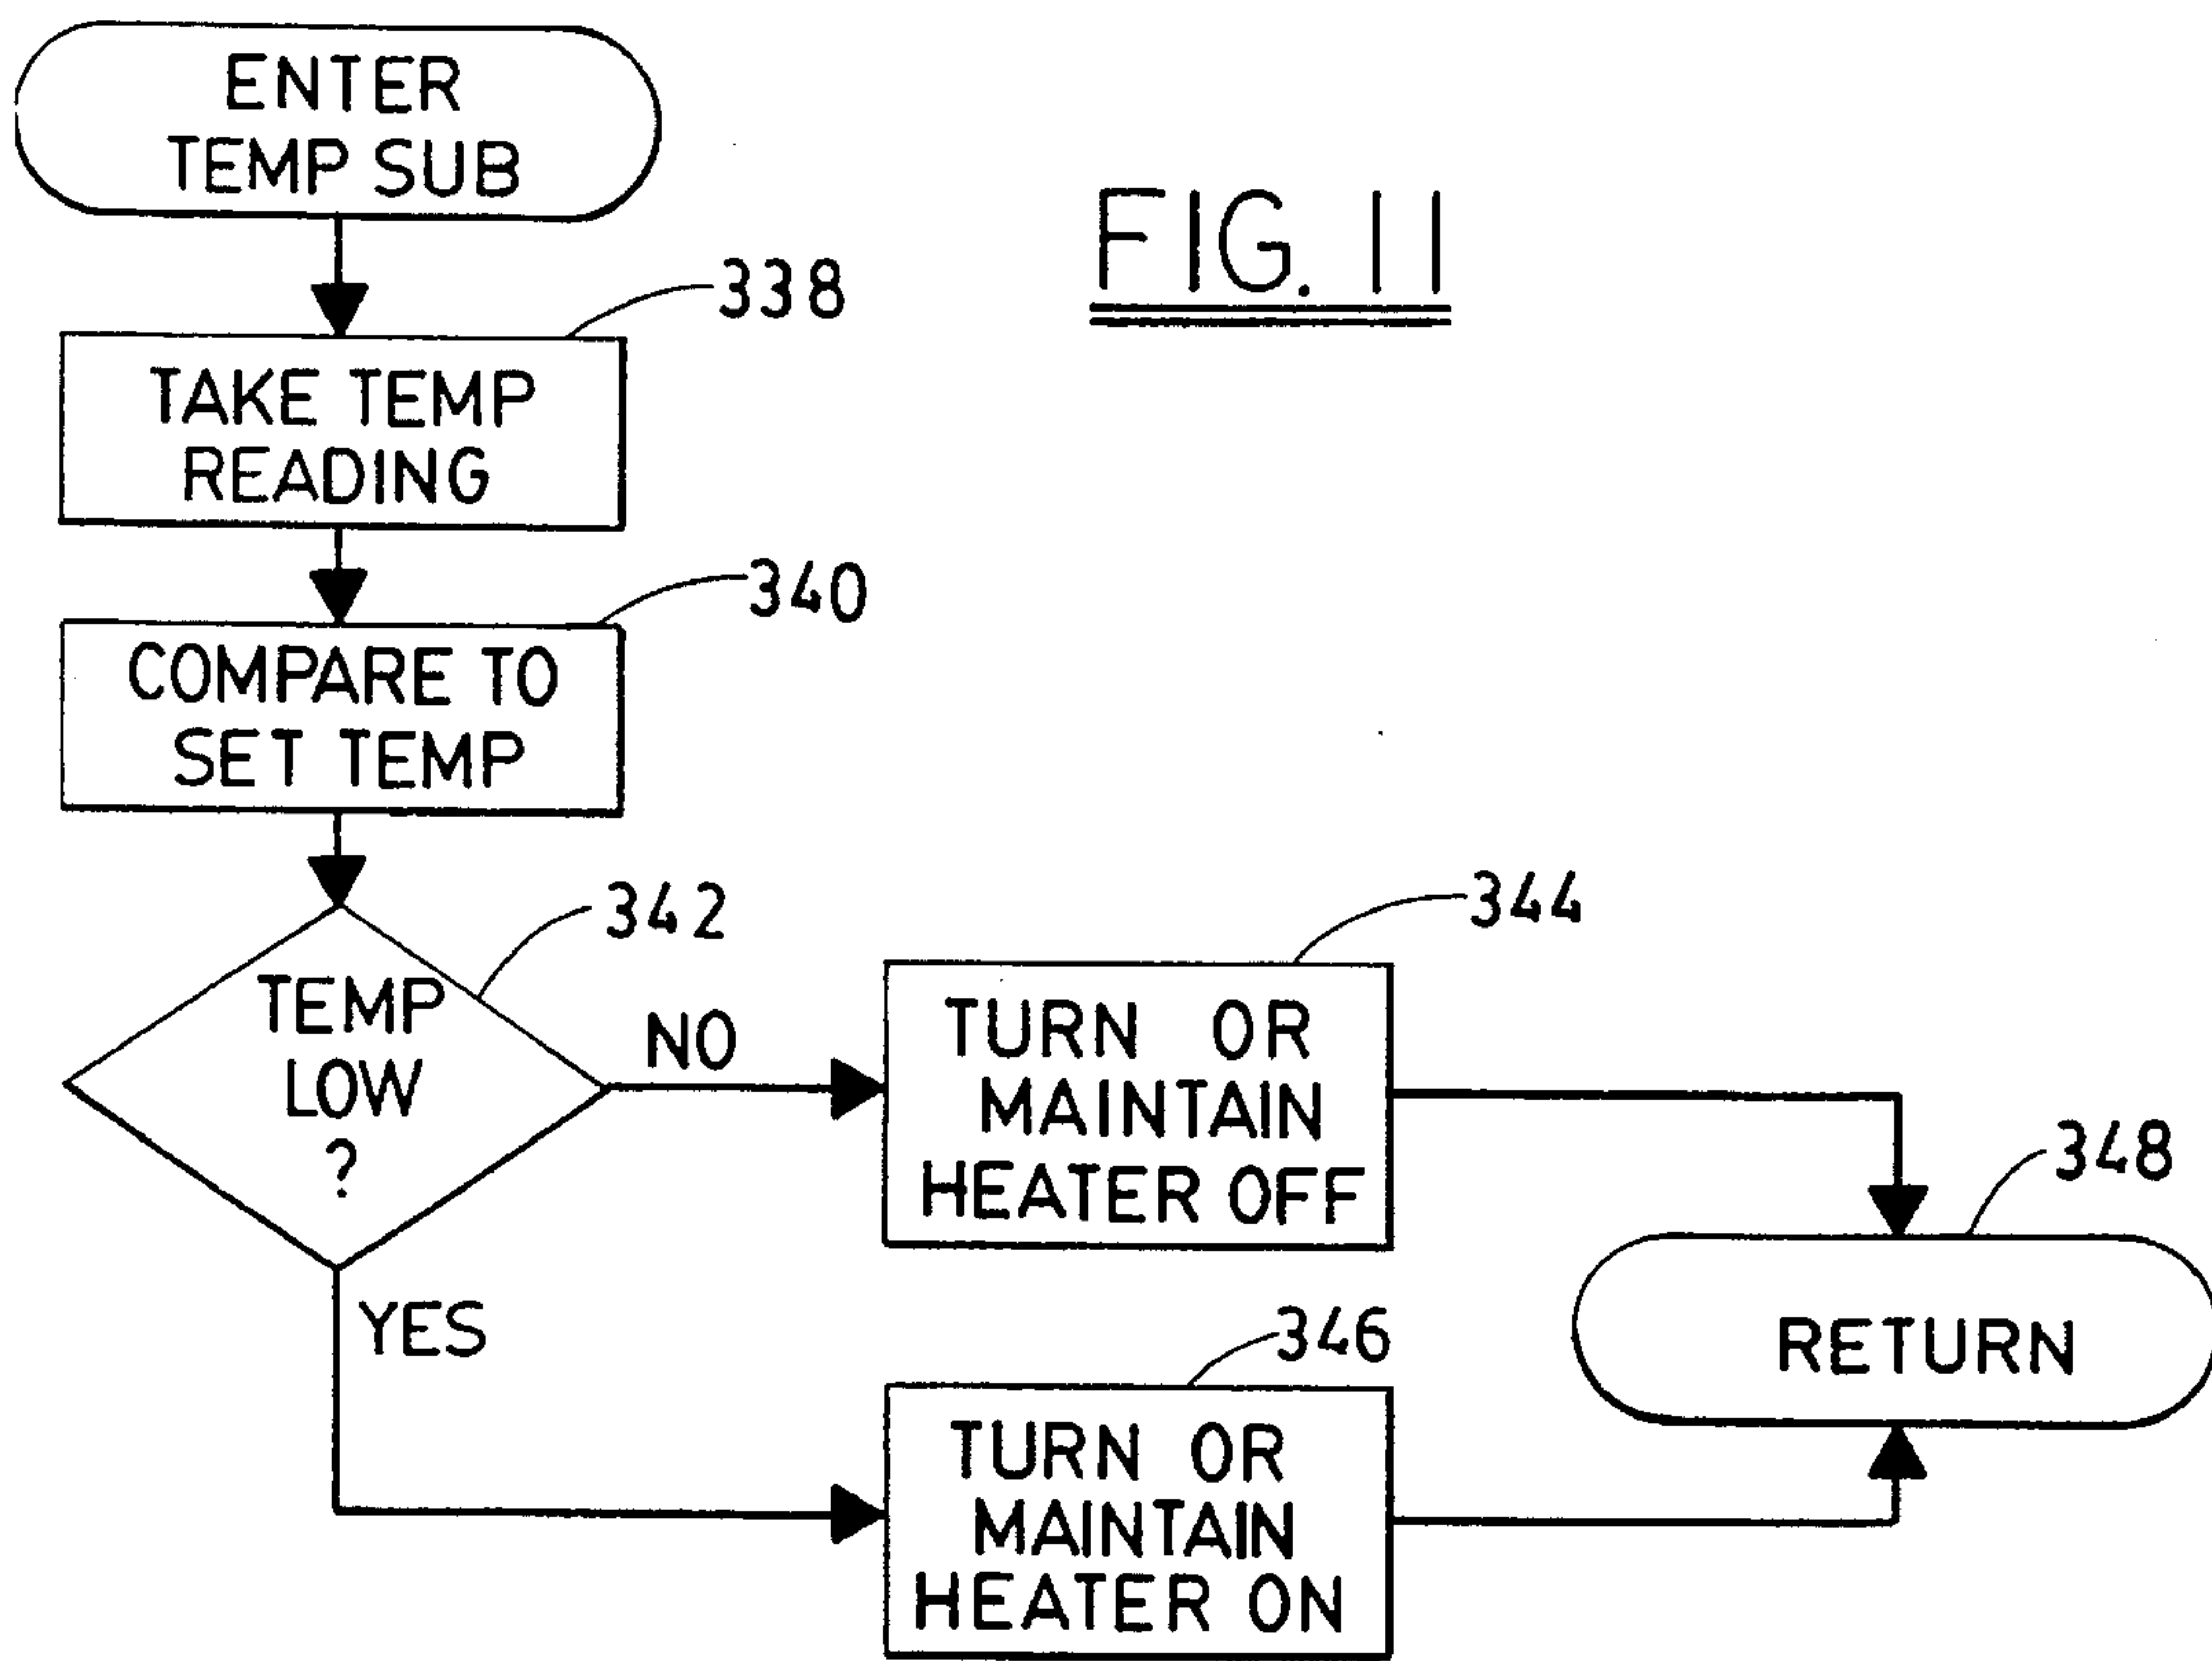 ENTER
TEMP SUB
FIG. 11
338
TAKE TEMP
READING
340
COMPARE TO
SET TEMP
342
TEMP
LOW
?
NO
YES
344
TURN OR
MAINTAIN
HEATER OFF
346
TURN OR
MAINTAIN
HEATER ON
348
RETURN